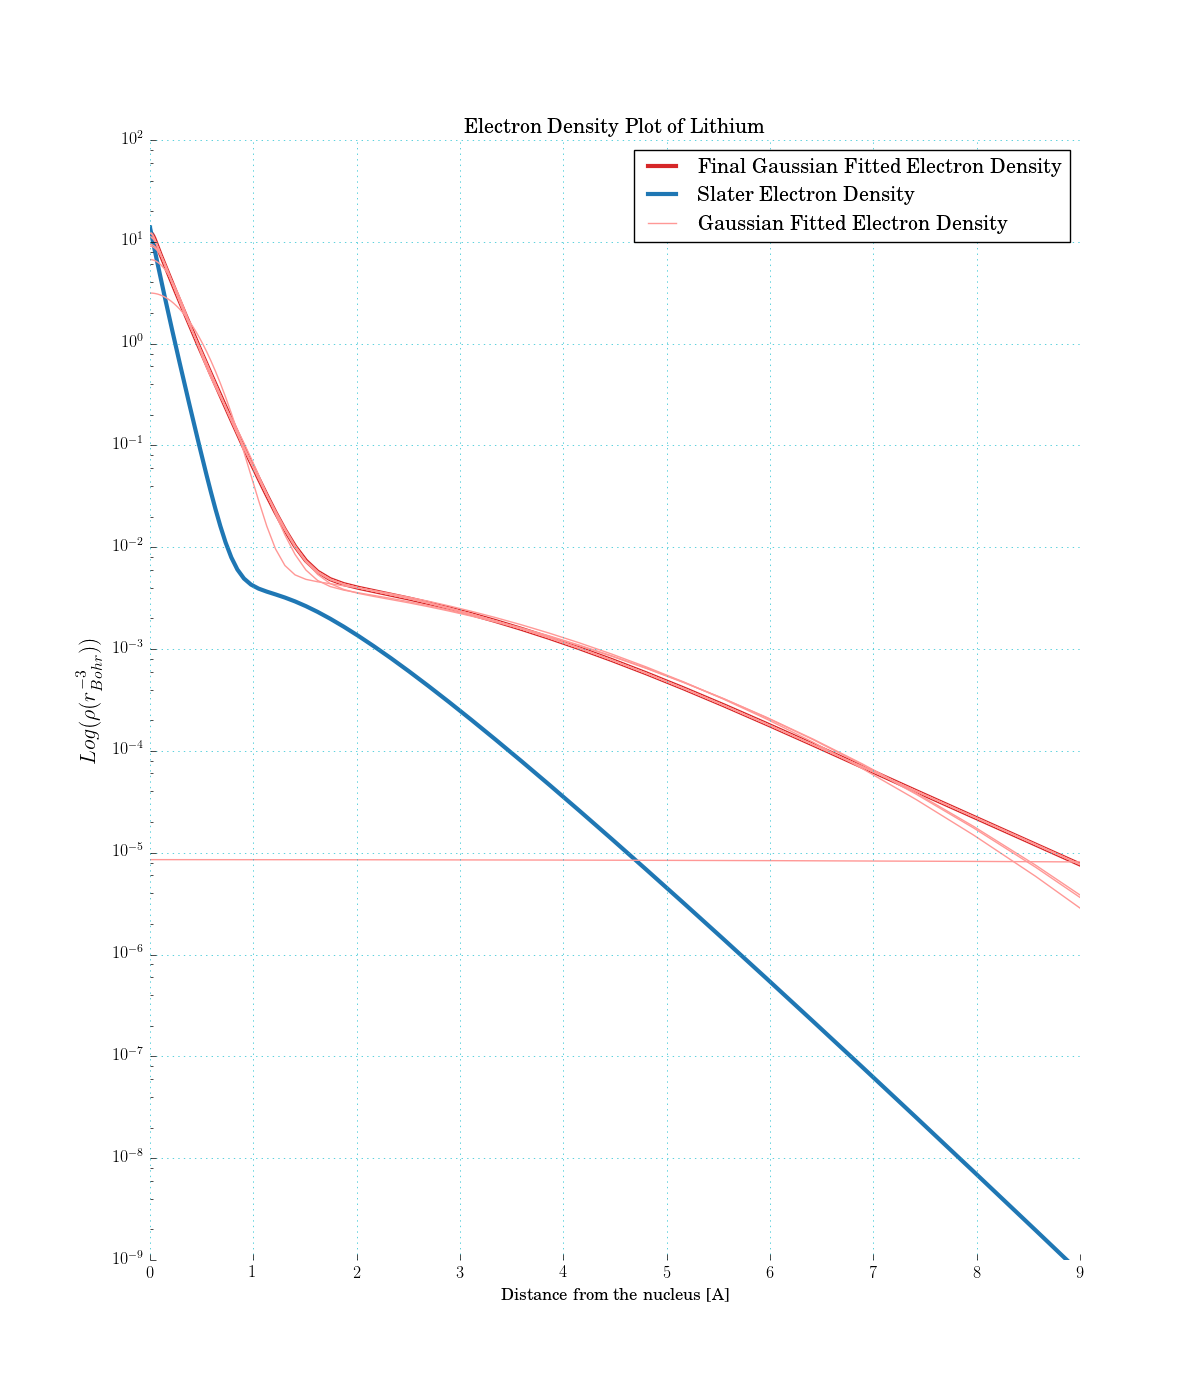 Electron Density Plot of Lithium
Final Gaussian Fitted Electron Density
Slater Electron Density
Gaussian Fitted Electron Density
10^2
10^1
10^0
10^{-1}
10^{-2}
10^{-3}
10^{-4}
10^{-5}
10^{-6}
10^{-7}
10^{-8}
10^{-9}
Log(ρ(r_{Bohr}^{-3}))
0 1 2 3 4 5 6 7 8 9
Distance from the nucleus [A]